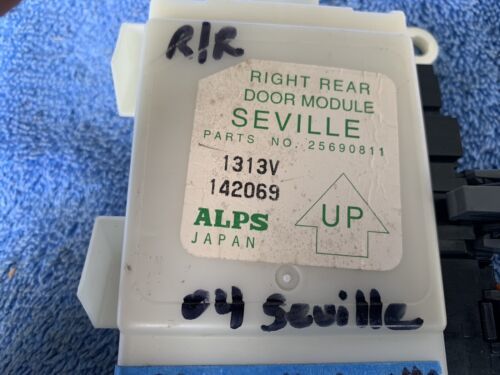 R/R
RIGHT REAR
DOOR MODULE
SEVILLE
PARTS NO. 25690811
1313V
142069
ALPS
JAPAN
UP
04 Seville